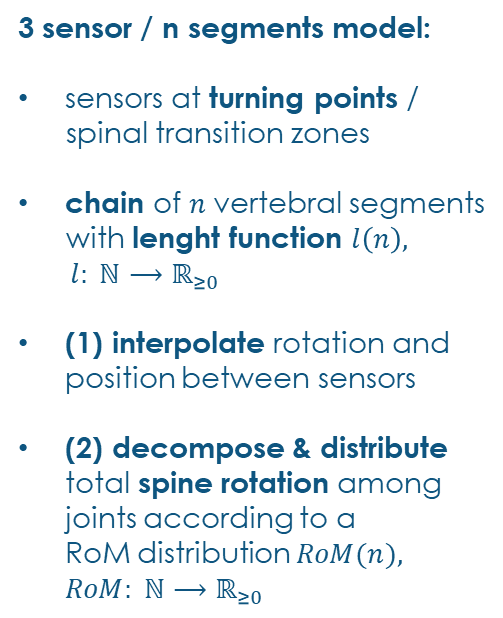 3 sensor / n segments model:
• sensors at turning points /
spinal transition zones
• chain of n vertebral segments
with lenght function l(n),
l: ℕ ⟶ ℝ≥0
• (1) interpolate rotation and
position between sensors
• (2) decompose & distribute
total spine rotation among
joints according to a
RoM distribution RoM(n),
RoM: ℕ ⟶ ℝ≥0